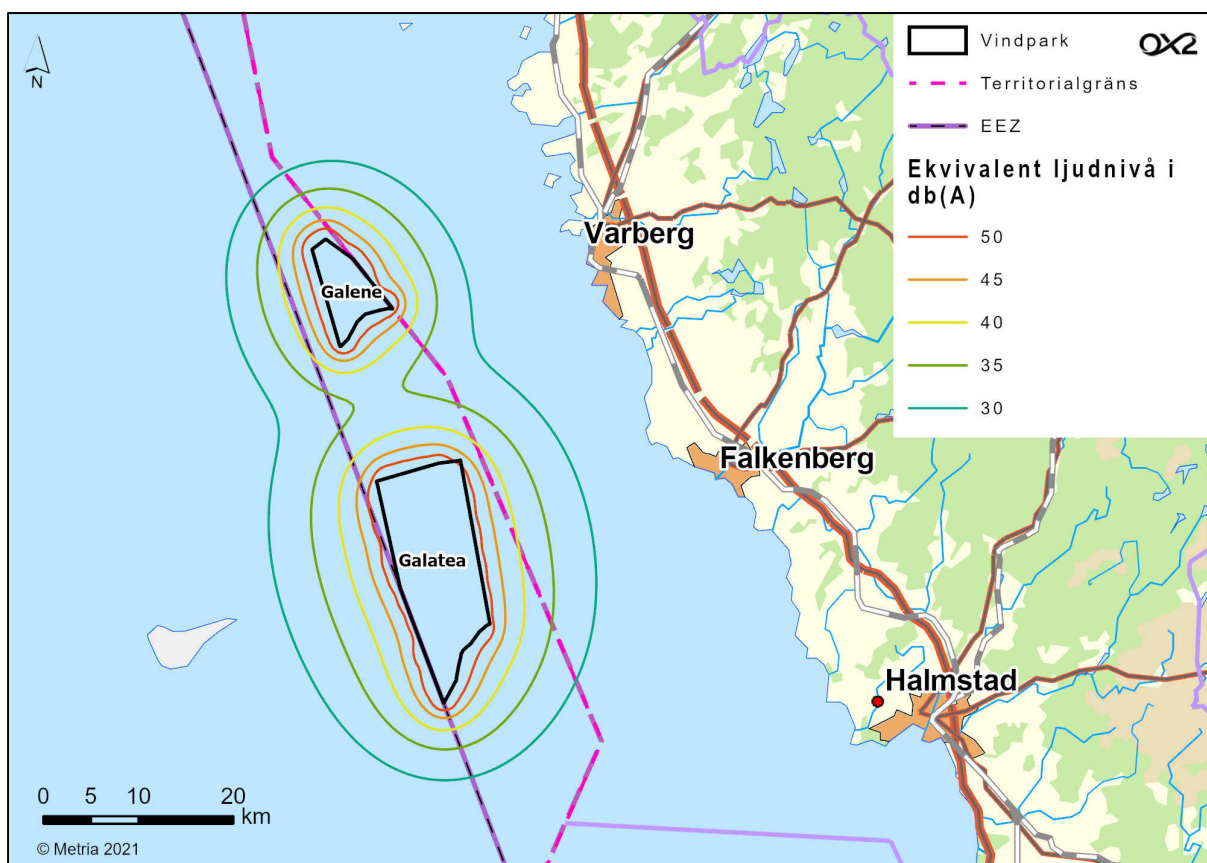 N
Vindpark
OX2
Territorialgräns
EEZ
Ekvivalent ljudnivå i
db(A)
50
45
40
35
30
Varberg
Galene
Falkenberg
Galatea
Halmstad
0 5 10 20
km
© Metria 2021